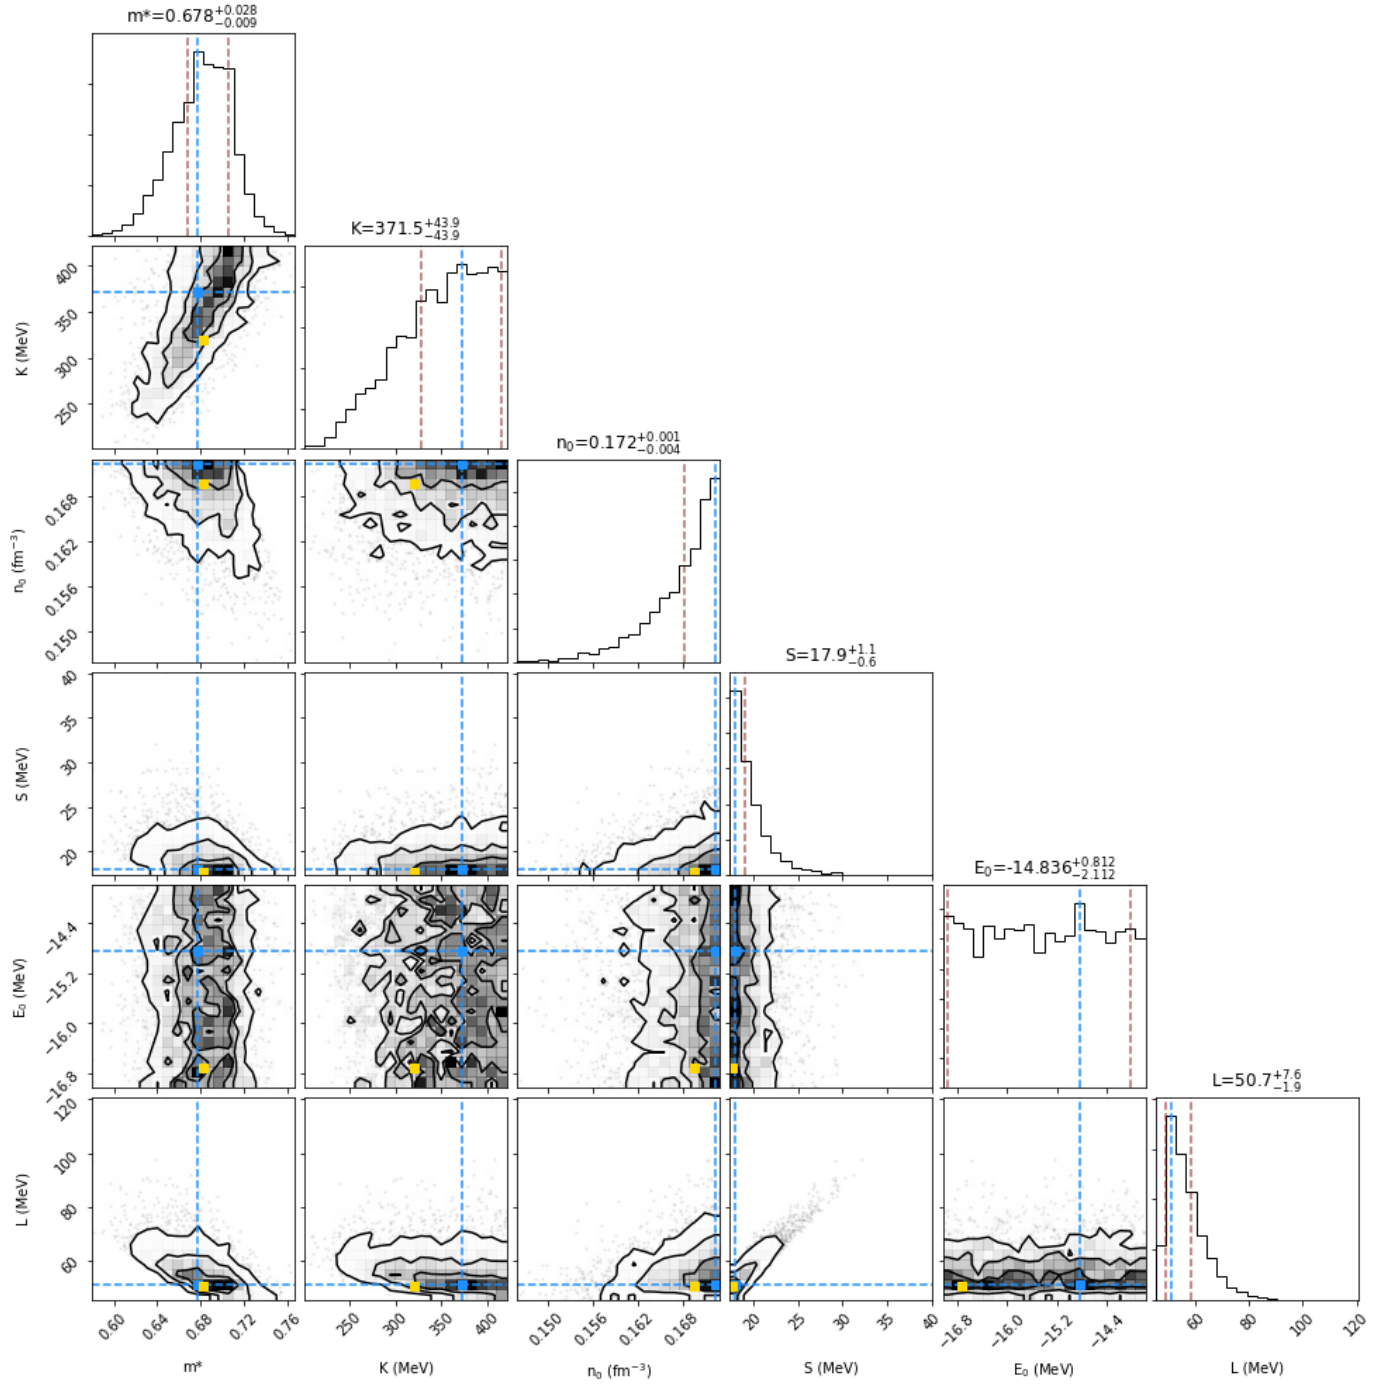 m*=0.678+0.028−0.009
K=371.5+43.9−43.9
400
350
300
250
K (MeV)
n₀=0.172+0.001−0.004
0.168
0.162
0.156
0.150
n₀ (fm⁻³)
S=17.9+1.1−0.6
40
35
30
25
20
S (MeV)
E₀=-14.836+0.812−2.112
−14.4
−15.2
−16.0
−16.8
E₀ (MeV)
L=50.7+7.6−1.9
120
100
80
60
L (MeV)
0.60 0.64 0.68 0.72 0.76
250 300 350 400
0.150 0.156 0.162 0.168
20 25 30 35 40
−16.8 −16.0 −15.2 −14.4
60 80 100 120
m* K (MeV) n₀ (fm⁻³) S (MeV) E₀ (MeV) L (MeV)